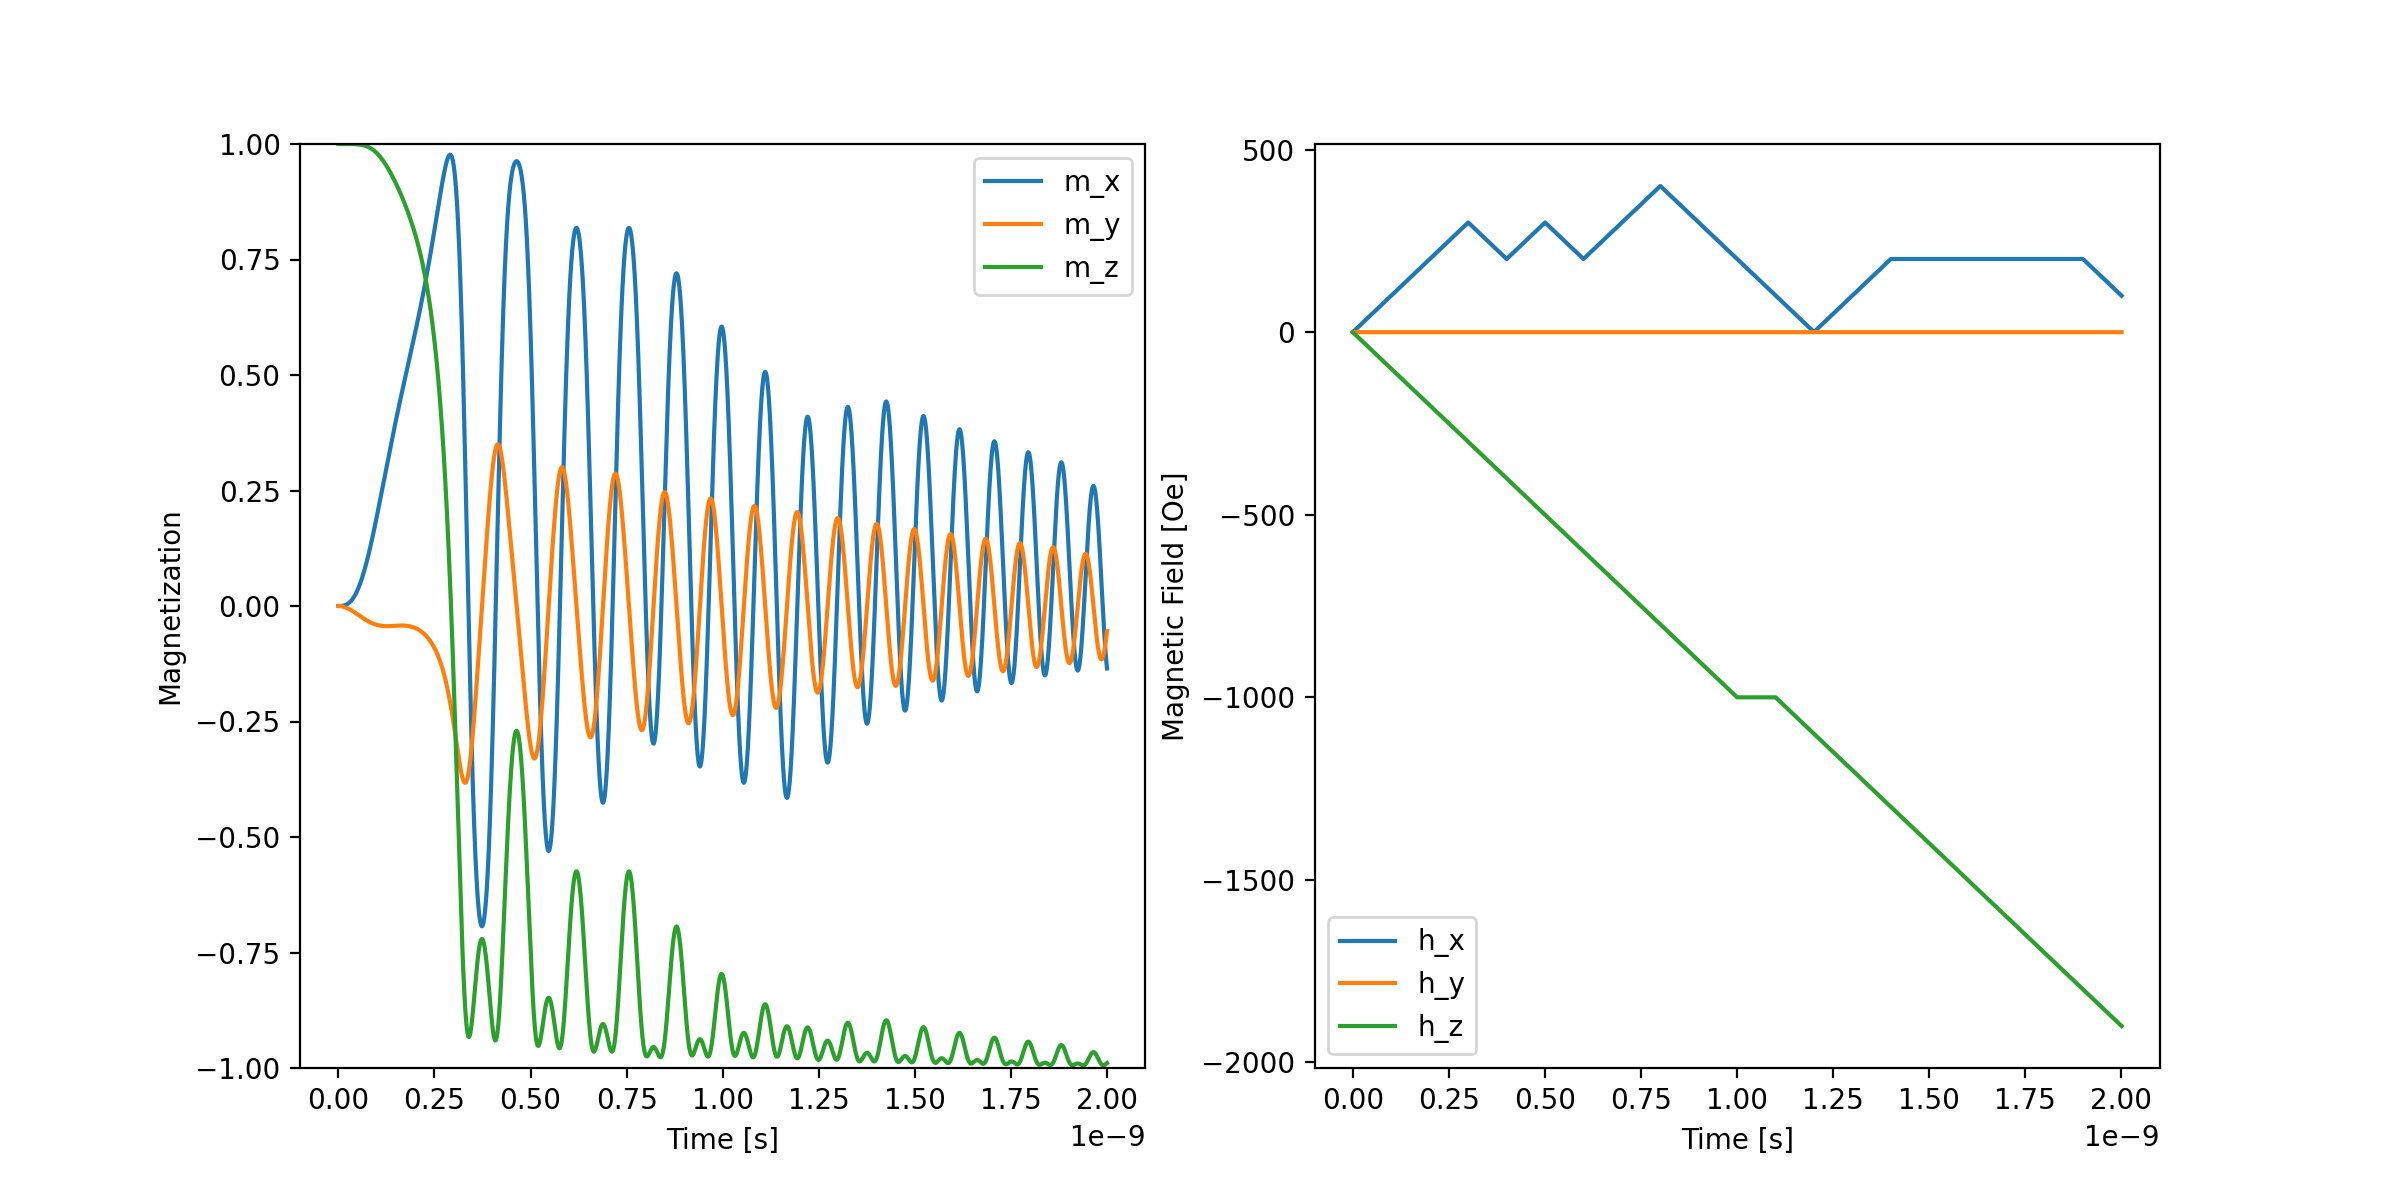 1.00
0.75
0.50
0.25
0.00
−0.25
−0.50
−0.75
−1.00
Magnetization
m_x
m_y
m_z
0.00 0.25 0.50 0.75 1.00 1.25 1.50 1.75 2.00
Time [s]
1e−9
500
0
−500
−1000
−1500
−2000
Magnetic Field [Oe]
h_x
h_y
h_z
0.00 0.25 0.50 0.75 1.00 1.25 1.50 1.75 2.00
Time [s]
1e−9